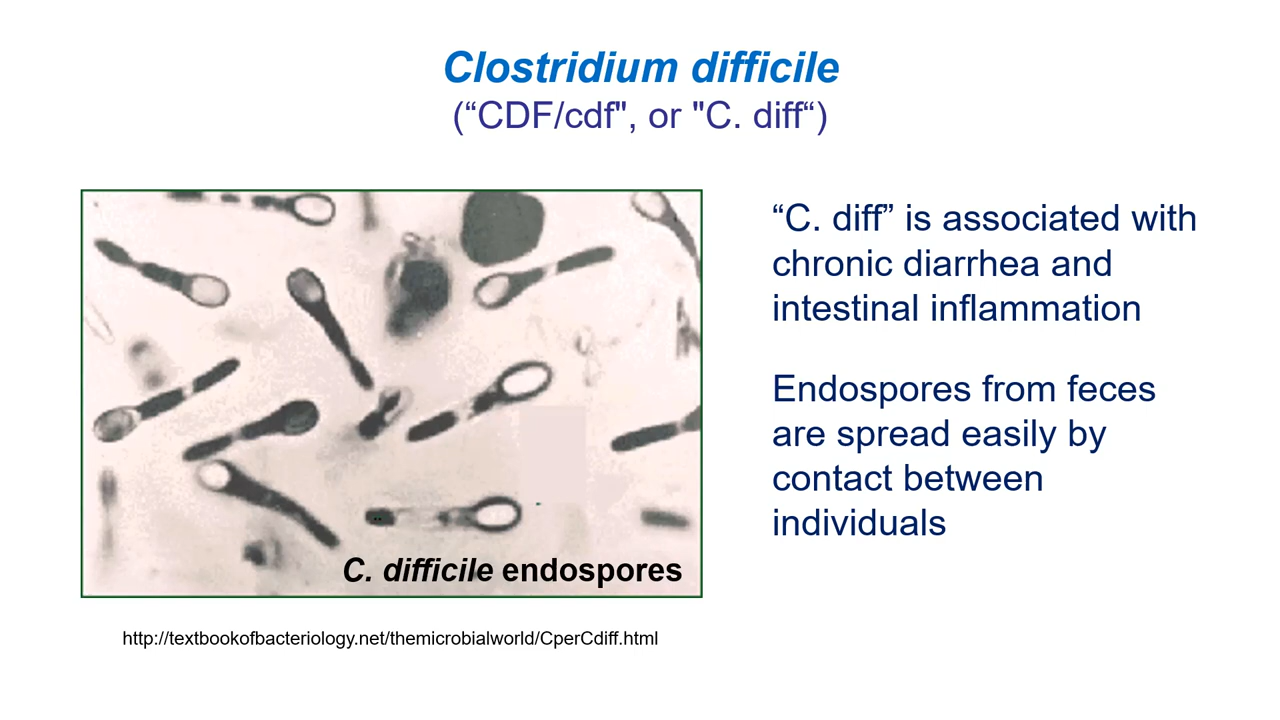 Clostridium difficile
(“CDF/cdf", or "C. diff“)
“C. diff” is associated with
chronic diarrhea and
intestinal inflammation
Endospores from feces
are spread easily by
contact between
individuals
C. difficile endospores
http://textbookofbacteriology.net/themicrobialworld/CperCdiff.html